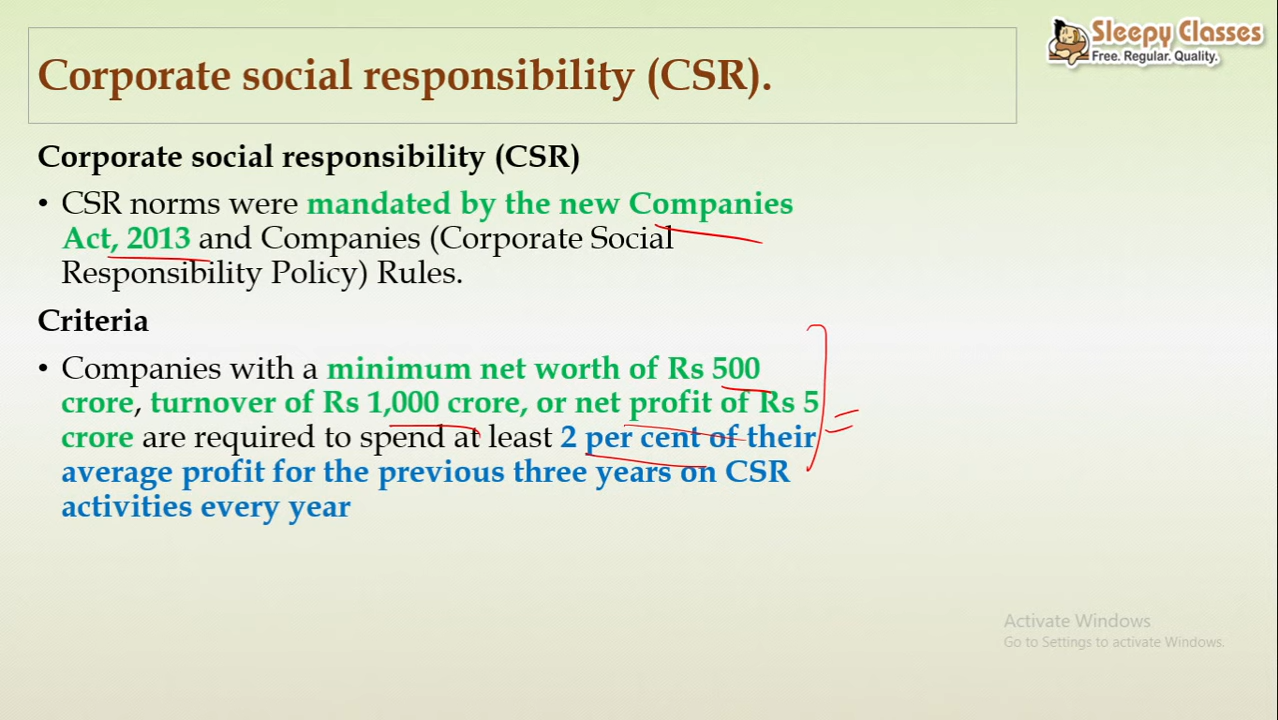 Sleepy Classes
Free. Regular. Quality.
Corporate social responsibility (CSR).
Corporate social responsibility (CSR)
• CSR norms were mandated by the new Companies
Act, 2013 and Companies (Corporate Social
Responsibility Policy) Rules.
Criteria
• Companies with a minimum net worth of Rs 500
crore, turnover of Rs 1,000 crore, or net profit of Rs 5
crore are required to spend at least 2 per cent of their
average profit for the previous three years on CSR
activities every year
Activate Windows
Go to Settings to activate Windows.